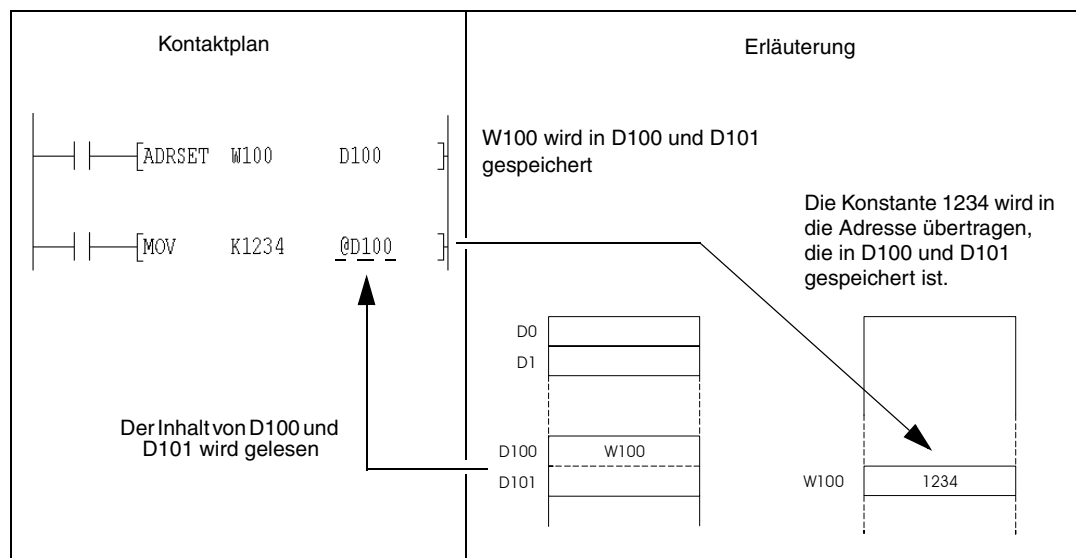 Kontaktplan
Erläuterung
[ADRSET W100 D100 ]
W100 wird in D100 und D101
gespeichert
Die Konstante 1234 wird in
die Adresse übertragen,
die in D100 und D101
gespeichert ist.
[MOV K1234 @D100 ]
D0
D1
Der Inhalt von D100 und
D101 wird gelesen
D100 W100
D101
W100 1234